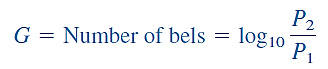 G = Number of bels = log₁₀ P₂/P₁